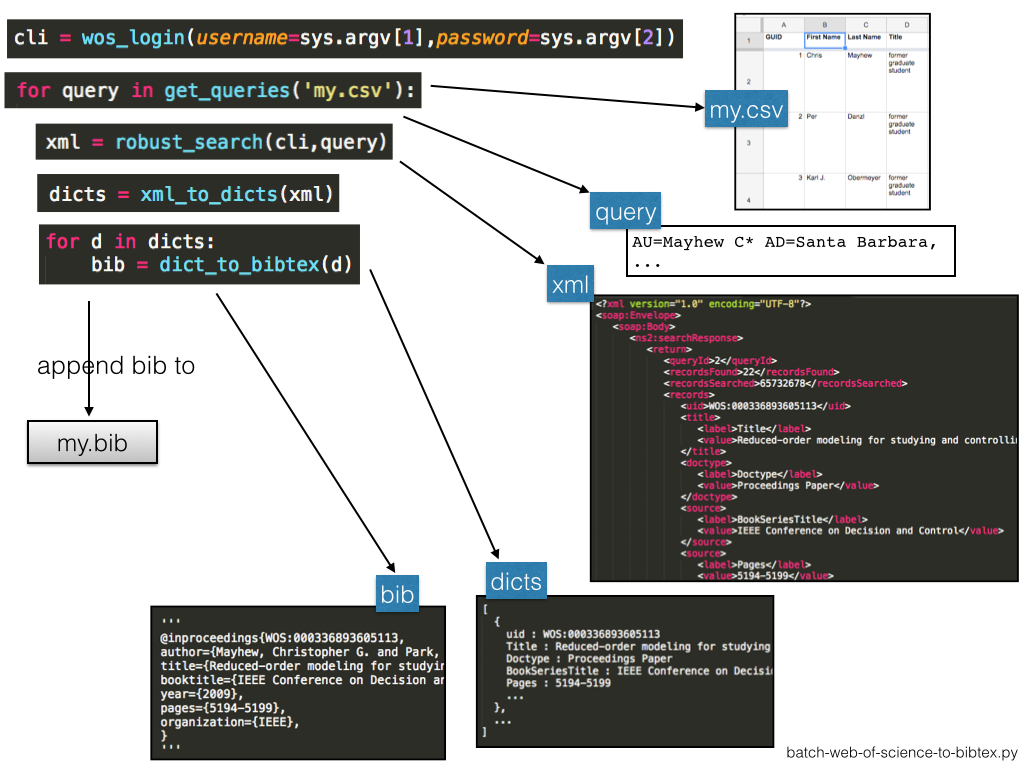 cli = wos_login(username=sys.argv[1],password=sys.argv[2])
for query in get_queries('my.csv'):
xml = robust_search(cli,query)
dicts = xml_to_dicts(xml)
for d in dicts:
bib = dict_to_bibtex(d)
append bib to
my.bib
A B C D
1 GUID First Name Last Name Title
1 Chris Mayhew former
graduate
student
2
2 Per Danzl former
graduate
student
3
3 Karl J. Obermeyer former
graduate
student
4
my.csv
query
AU=Mayhew C* AD=Santa Barbara,
...
xml
<?xml version="1.0" encoding="UTF-8"?>
<soap:Envelope>
<soap:Body>
<ns2:searchResponse>
<return>
<queryId>2</queryId>
<recordsFound>22</recordsFound>
<recordsSearched>65732678</recordsSearched>
<records>
<uid>WOS:000336893605113</uid>
<title>
<label>Title</label>
<value>Reduced-order modeling for studying and controlli
</title>
<doctype>
<label>Doctype</label>
<value>Proceedings Paper</value>
</doctype>
<source>
<label>BookSeriesTitle</label>
<value>IEEE Conference on Decision and Control</value>
</source>
<source>
<label>Pages</label>
<value>5194-5199</value>
bib
'''
@inproceedings{WOS:000336893605113,
author={Mayhew, Christopher G. and Park,
title={Reduced-order modeling for studyin
booktitle={IEEE Conference on Decision an
year={2009},
pages={5194-5199},
organization={IEEE},
}
'''
dicts
[
{
uid : WOS:000336893605113
Title : Reduced-order modeling for studying
Doctype : Proceedings Paper
BookSeriesTitle : IEEE Conference on Decisi
Pages : 5194-5199
...
},
...
]
batch-web-of-science-to-bibtex.py